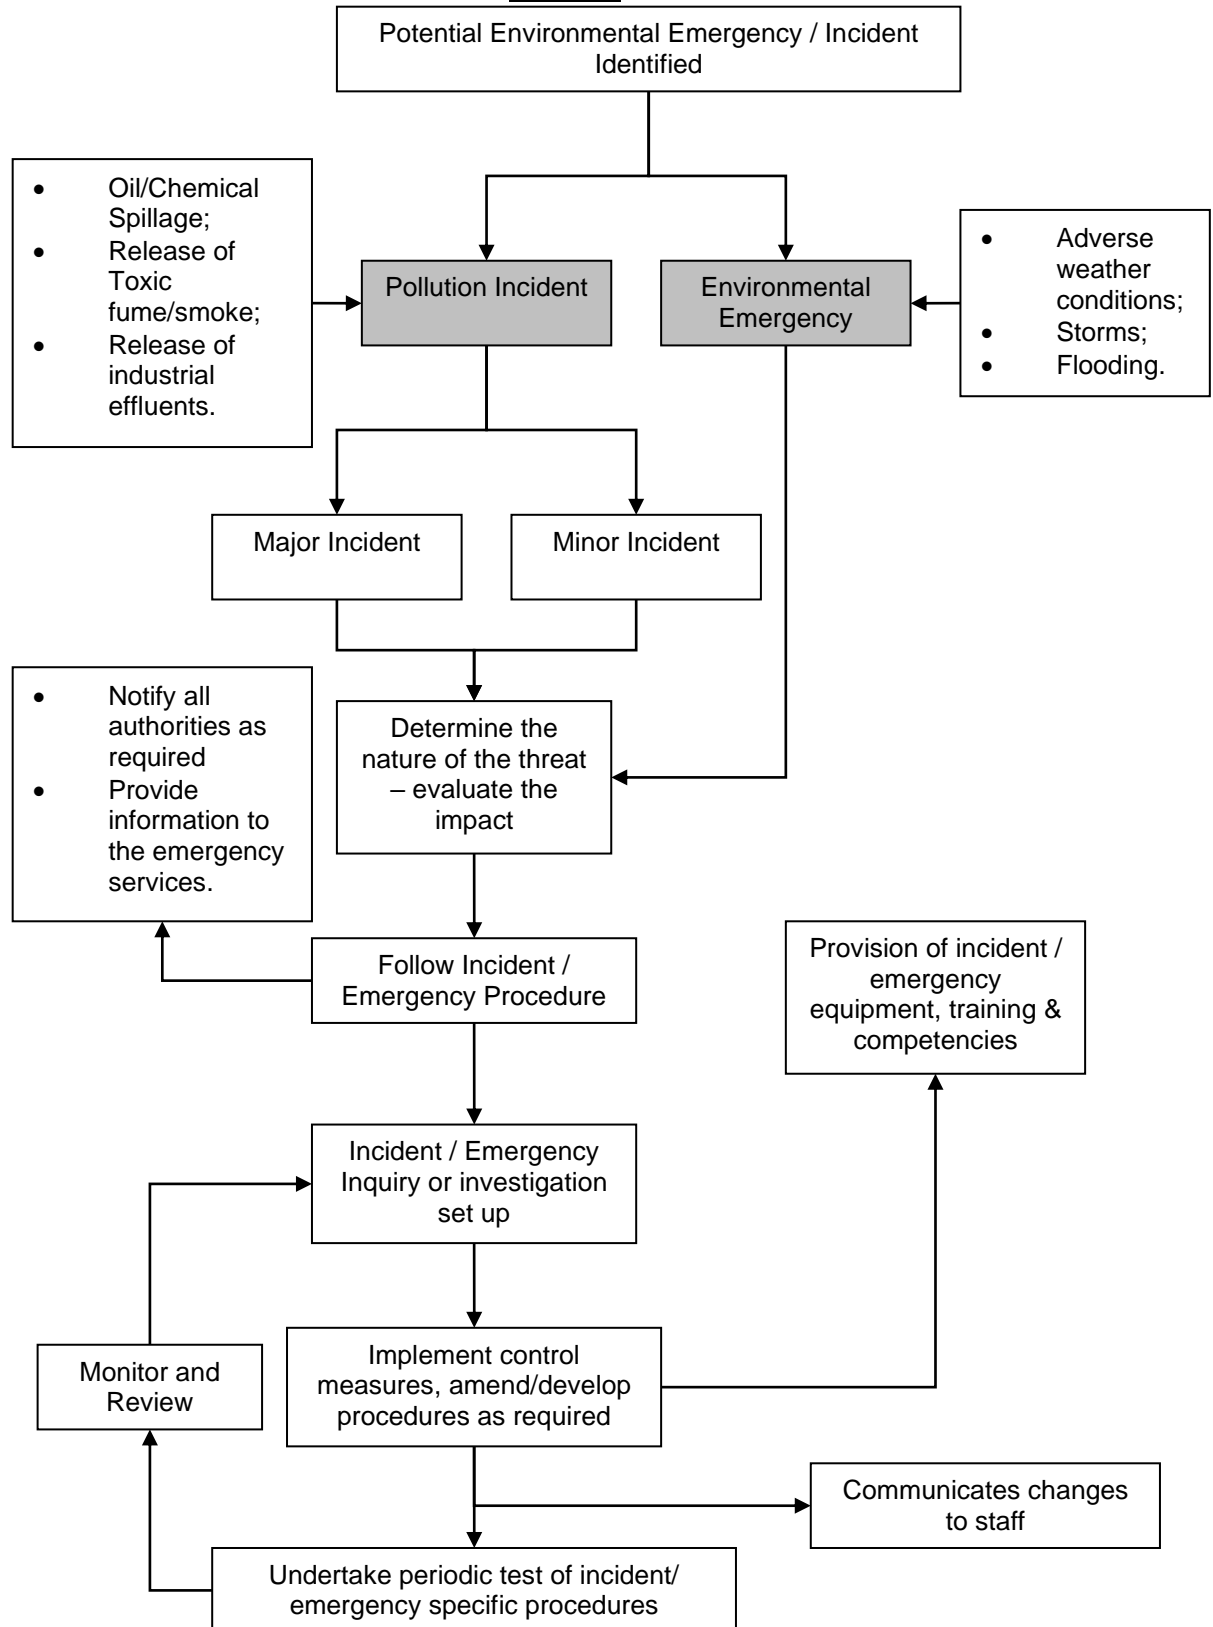 Potential Environmental Emergency / Incident
Identified
• Oil/Chemical
Spillage;
• Release of
Toxic
fume/smoke;
• Release of
industrial
effluents.
Pollution Incident
Environmental
Emergency
• Adverse
weather
conditions;
• Storms;
• Flooding.
Major Incident
Minor Incident
• Notify all
authorities as
required
• Provide
information to
the emergency
services.
Determine the
nature of the threat
– evaluate the
impact
Follow Incident /
Emergency Procedure
Provision of incident /
emergency
equipment, training &
competencies
Incident / Emergency
Inquiry or investigation
set up
Monitor and
Review
Implement control
measures, amend/develop
procedures as required
Communicates changes
to staff
Undertake periodic test of incident/
emergency specific procedures